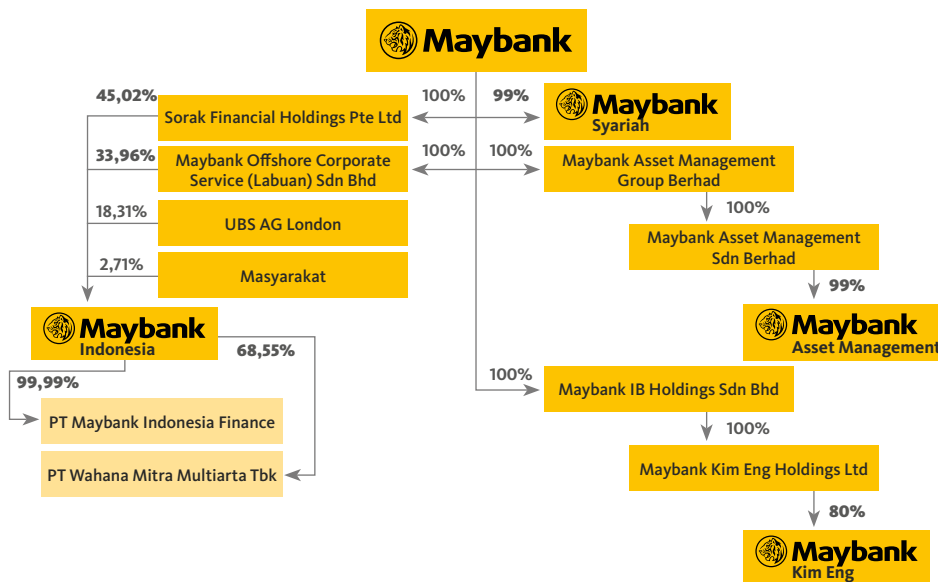 Maybank
45,02%
Sorak Financial Holdings Pte Ltd
100%
99%
Maybank
Syariah
33,96%
Maybank Offshore Corporate
Service (Labuan) Sdn Bhd
100%
100%
Maybank Asset Management
Group Berhad
18,31%
UBS AG London
100%
Maybank Asset Management
Sdn Berhad
2,71%
Masyarakat
99%
Maybank
Indonesia
Maybank
Asset Management
68,55%
99,99%
100%
Maybank IB Holdings Sdn Bhd
PT Maybank Indonesia Finance
100%
PT Wahana Mitra Multiarta Tbk
Maybank Kim Eng Holdings Ltd
80%
Maybank
Kim Eng